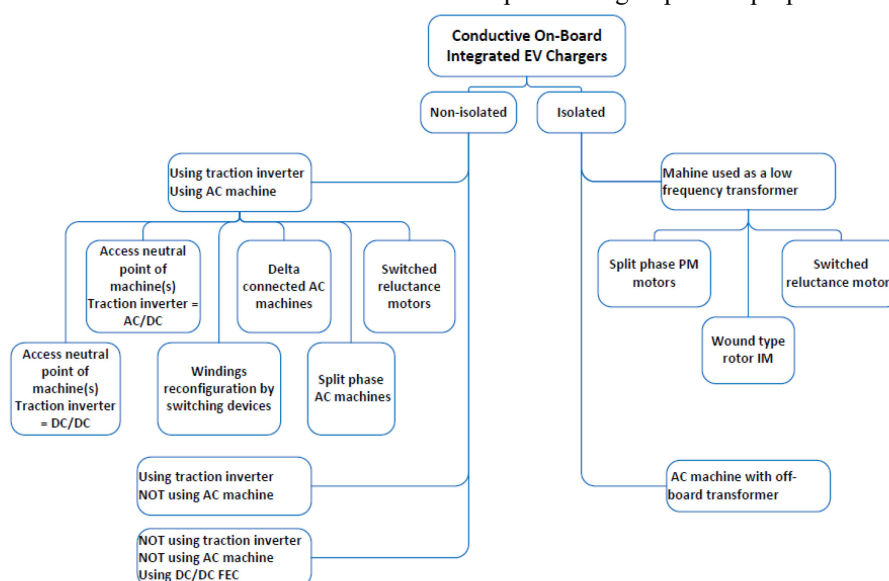 Conductive On-Board
Integrated EV Chargers
Non-isolated
Isolated
Using traction inverter
Using AC machine
Mahine used as a low
frequency transformer
Access neutral
point of
machine(s)
Traction inverter =
AC/DC
Delta
connected AC
machines
Switched
reluctance
motors
Split phase PM
motors
Switched
reluctance motor
Access neutral
point of
machine(s)
Traction inverter
= DC/DC
Windings
reconfiguration by
switching devices
Split phase
AC machines
Wound type
rotor IM
Using traction inverter
NOT using AC machine
AC machine with off-
board transformer
NOT using traction inverter
NOT using AC machine
Using DC/DC FEC